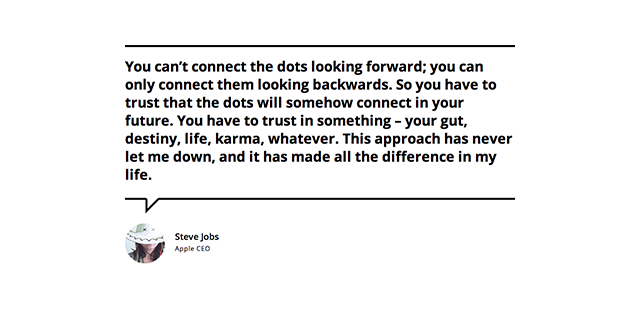 You can’t connect the dots looking forward; you can
only connect them looking backwards. So you have to
trust that the dots will somehow connect in your
future. You have to trust in something – your gut,
destiny, life, karma, whatever. This approach has never
let me down, and it has made all the difference in my
life.
Steve Jobs
Apple CEO